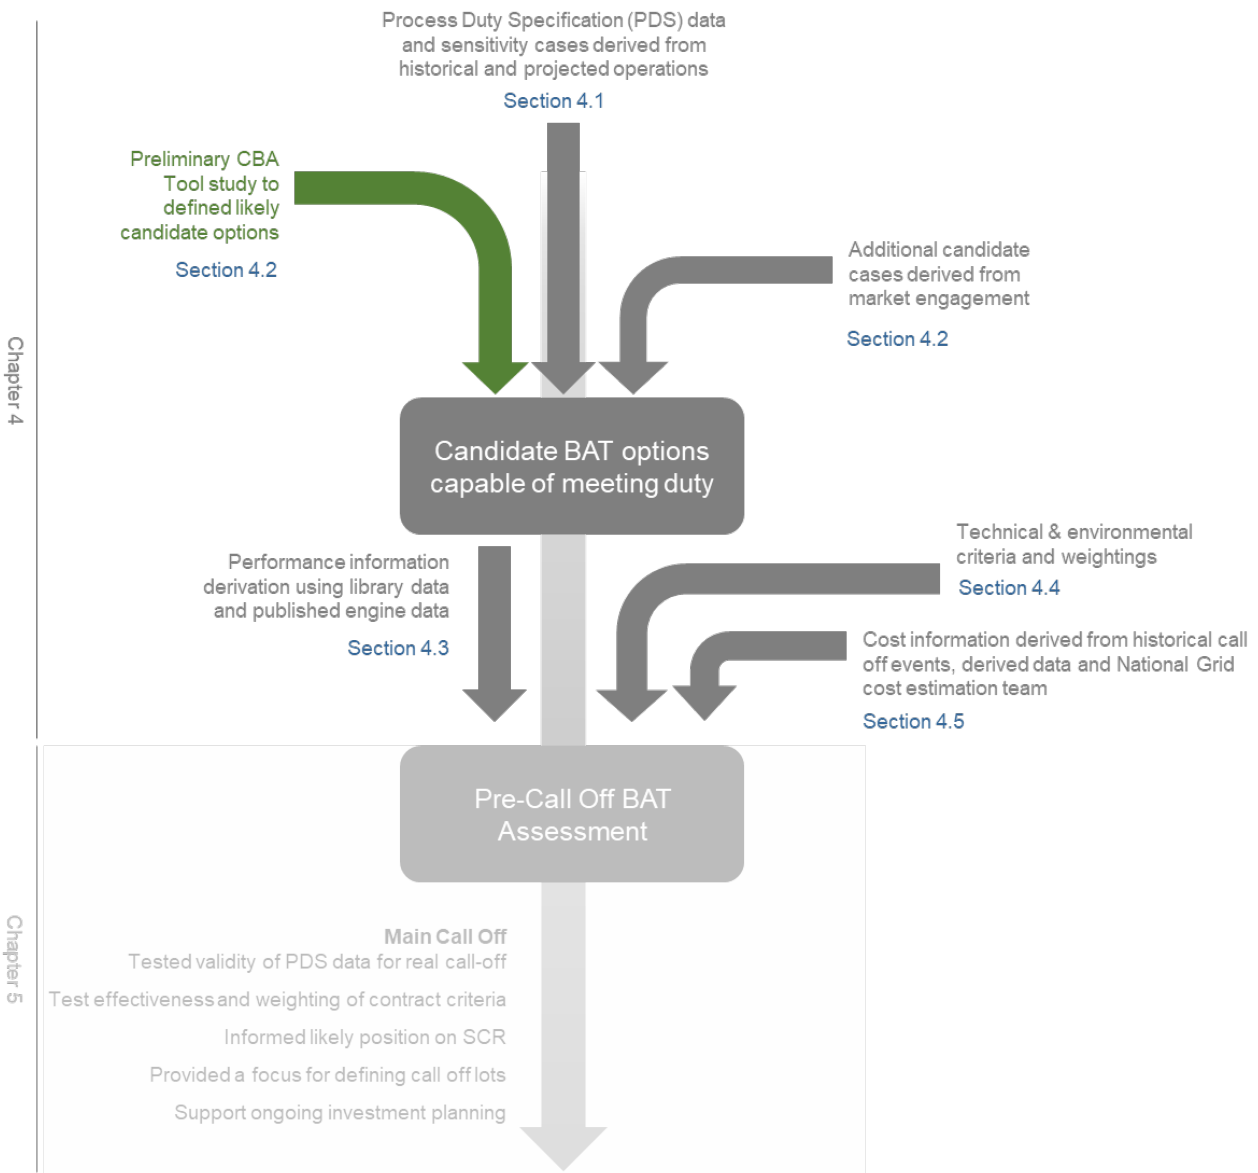 Process Duty Specification (PDS) data
and sensitivity cases derived from
historical and projected operations
Section 4.1
Preliminary CBA
Tool study to
defined likely
candidate options
Section 4.2
Additional candidate
cases derived from
market engagement
Section 4.2
Chapter 4
Candidate BAT options
capable of meeting duty
Performance information
derivation using library data
and published engine data
Section 4.3
Technical & environmental
criteria and weightings
Section 4.4
Cost information derived from historical call
off events, derived data and National Grid
cost estimation team
Section 4.5
Pre-Call Off BAT
Assessment
Chapter 5
Main Call Off
Tested validity of PDS data for real call-off
Test effectiveness and weighting of contract criteria
Informed likely position on SCR
Provided a focus for defining call off lots
Support ongoing investment planning